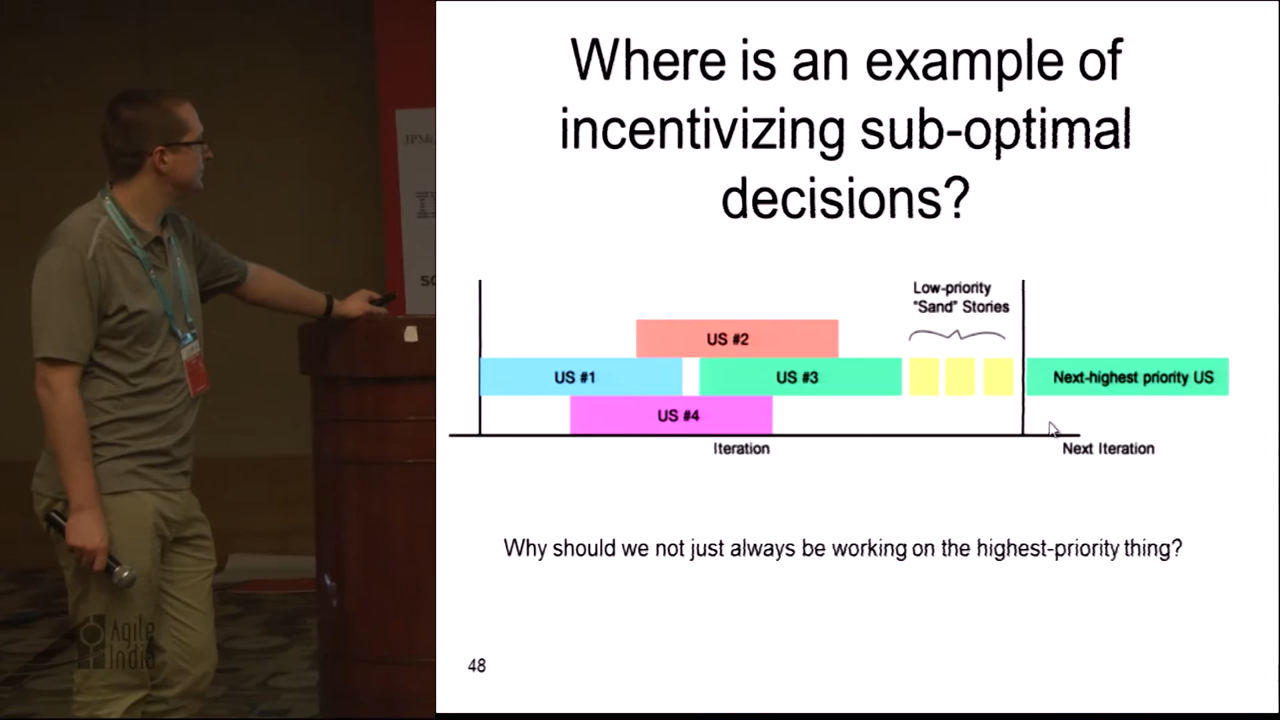 Where is an example of
incentivizing sub-optimal
decisions?
Low-priority
"Sand" Stories
US #2
US #1
US #3
Next-highest priority US
US #4
Iteration
Next Iteration
Why should we not just always be working on the highest-priority thing?
48
Agile
India